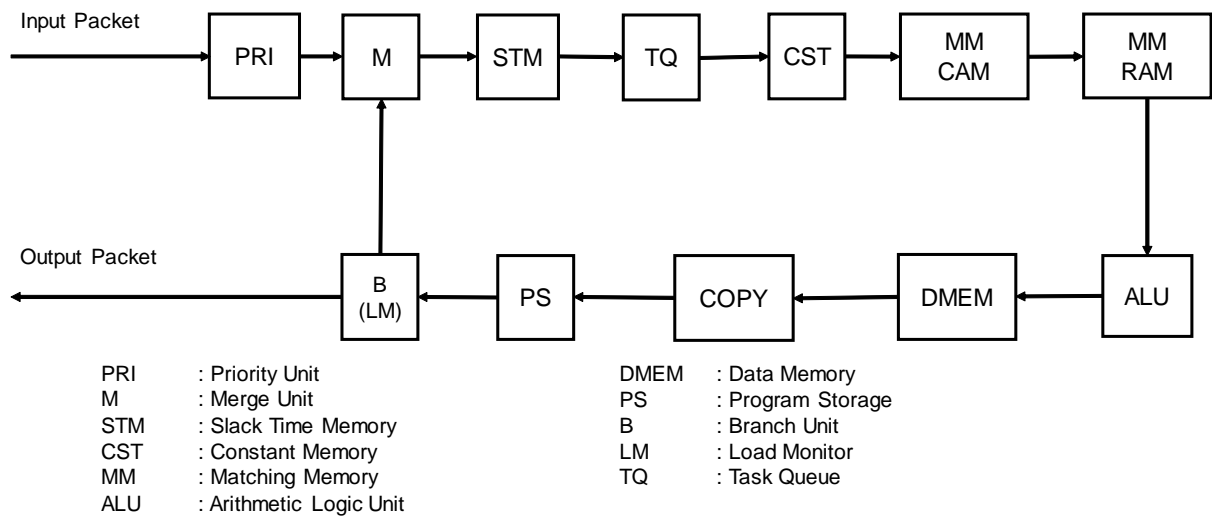 Input Packet
PRI
M
STM
TQ
CST
MM
CAM
MM
RAM
Output Packet
B
(LM)
PS
COPY
DMEM
ALU
PRI : Priority Unit
M : Merge Unit
STM : Slack Time Memory
CST : Constant Memory
MM : Matching Memory
ALU : Arithmetic Logic Unit
DMEM : Data Memory
PS : Program Storage
B : Branch Unit
LM : Load Monitor
TQ : Task Queue